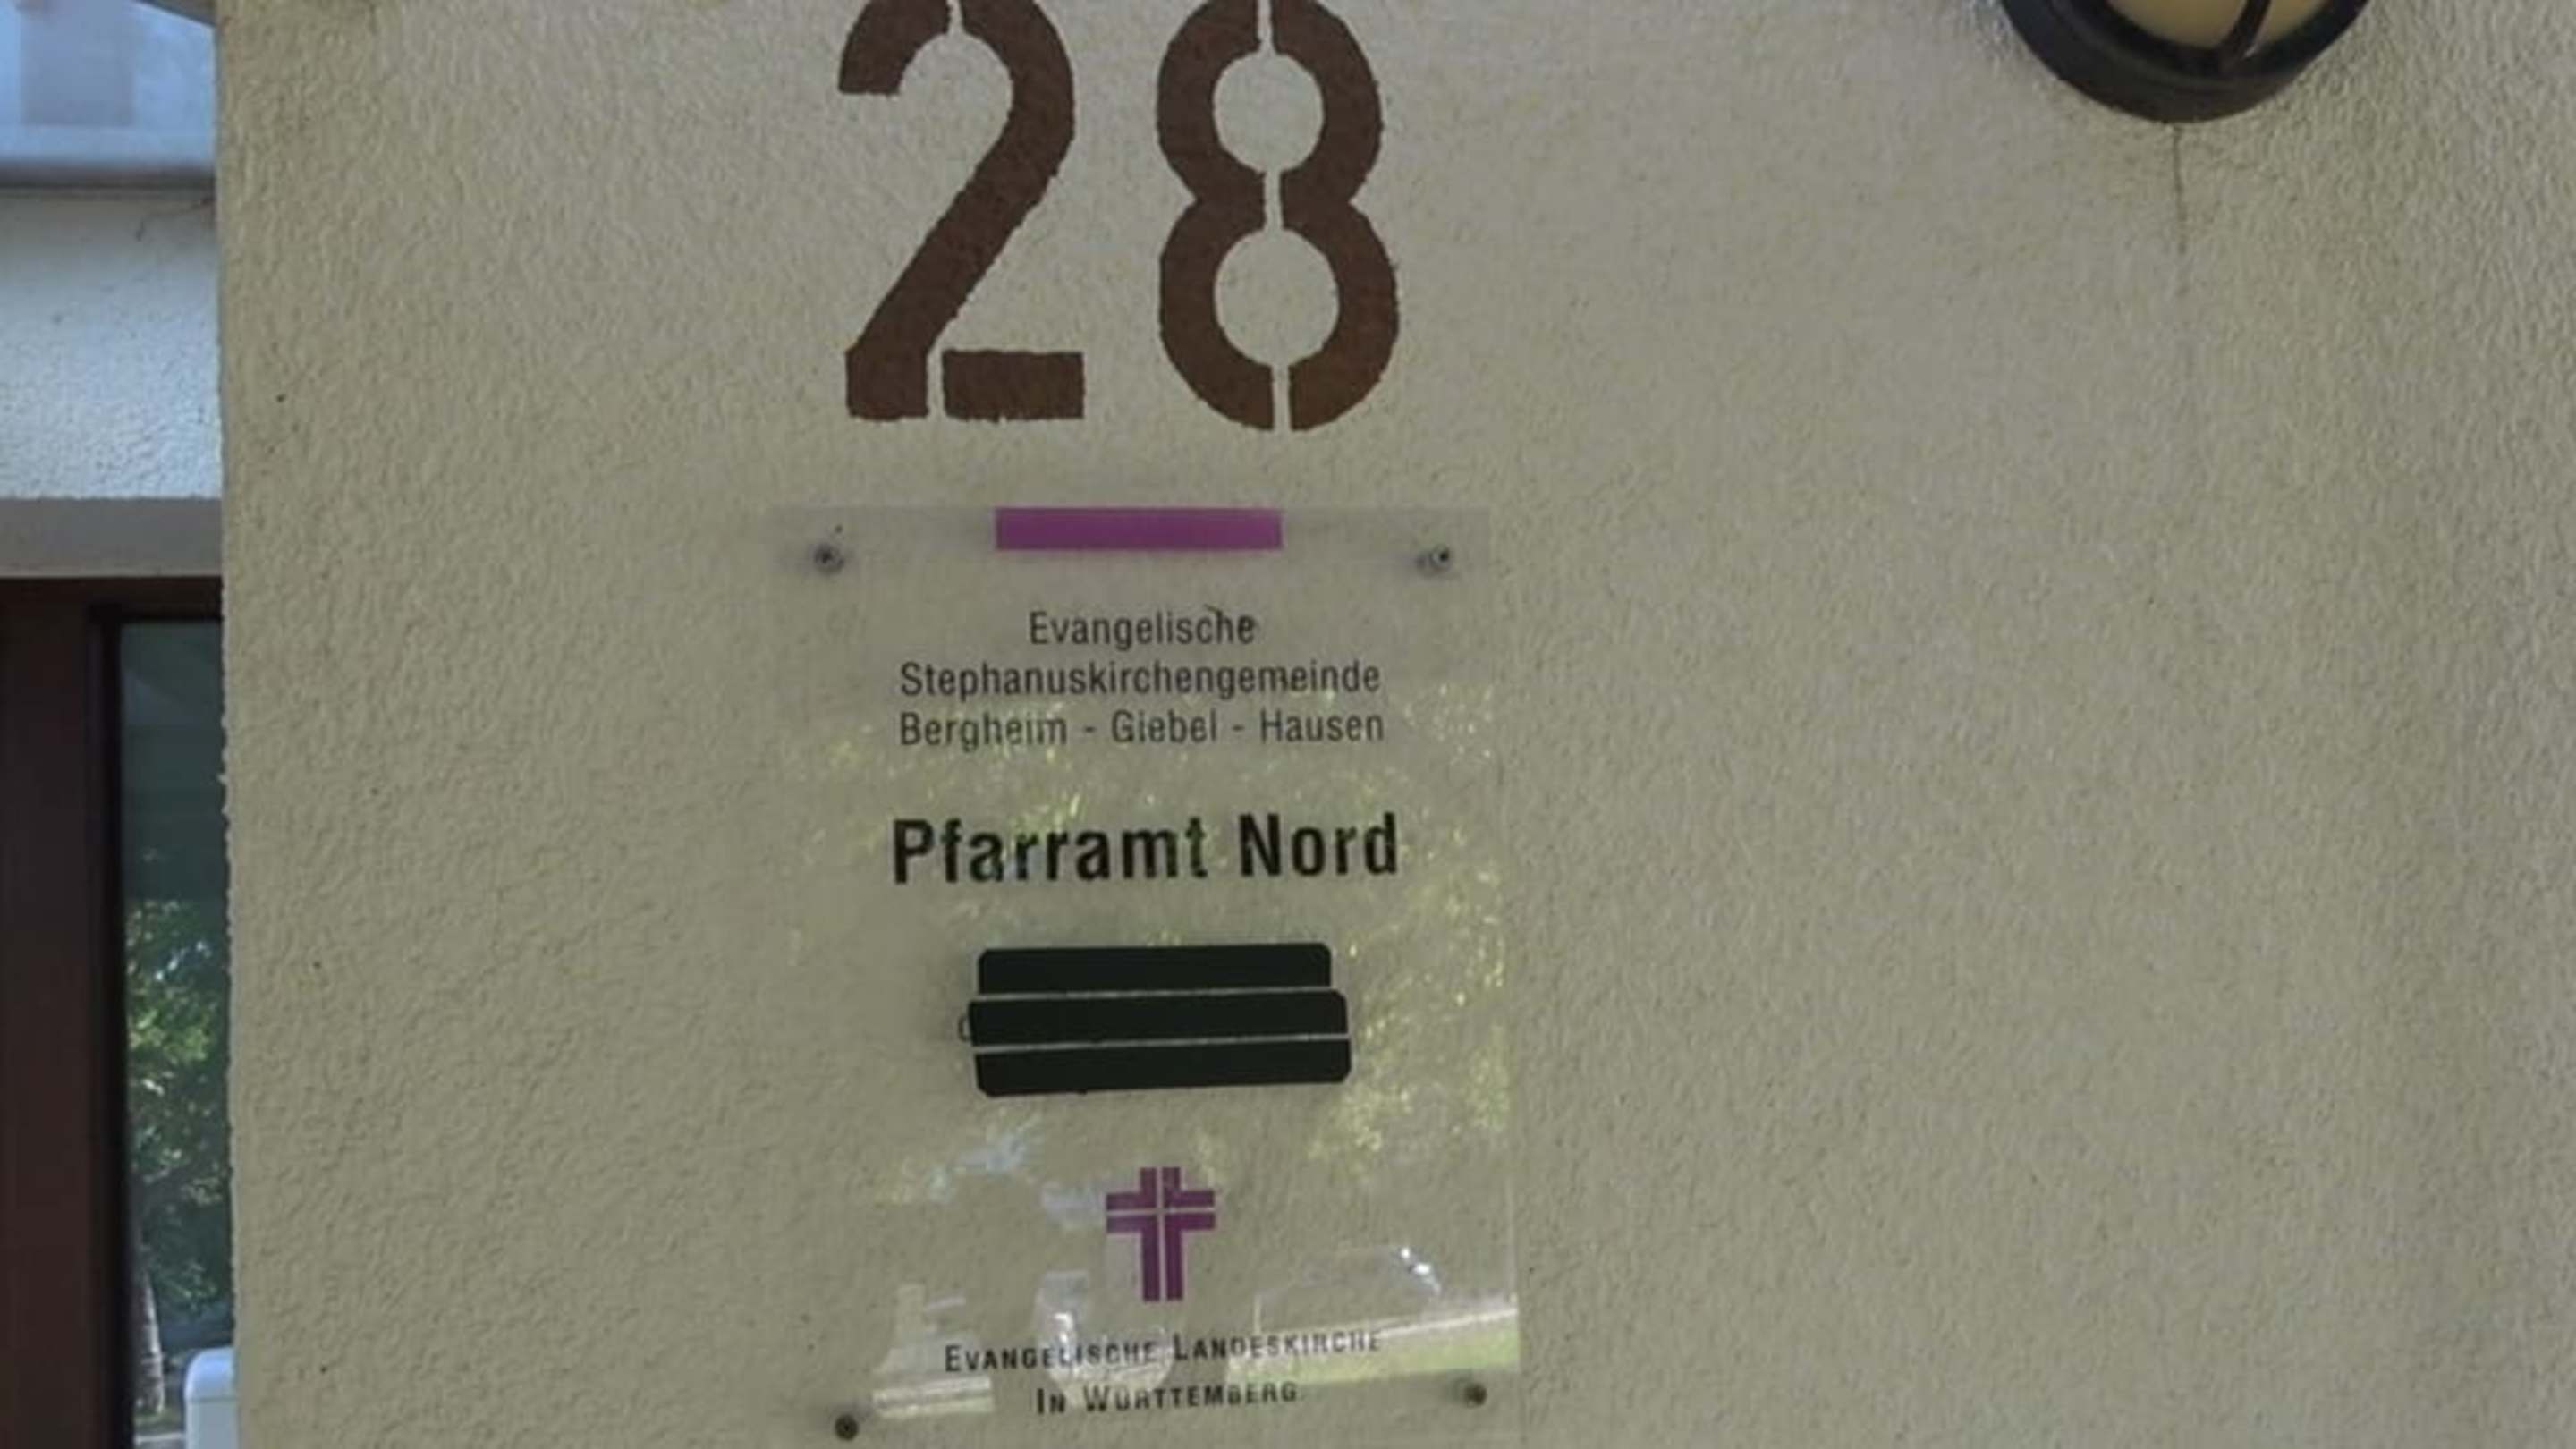 28
Evangelische
Stephanuskirchengemeinde
Bergheim - Giebel - Hausen
Pfarramt Nord
EVANGELISCHE LANDESKIRCHE
IN WÜRTTEMBERG